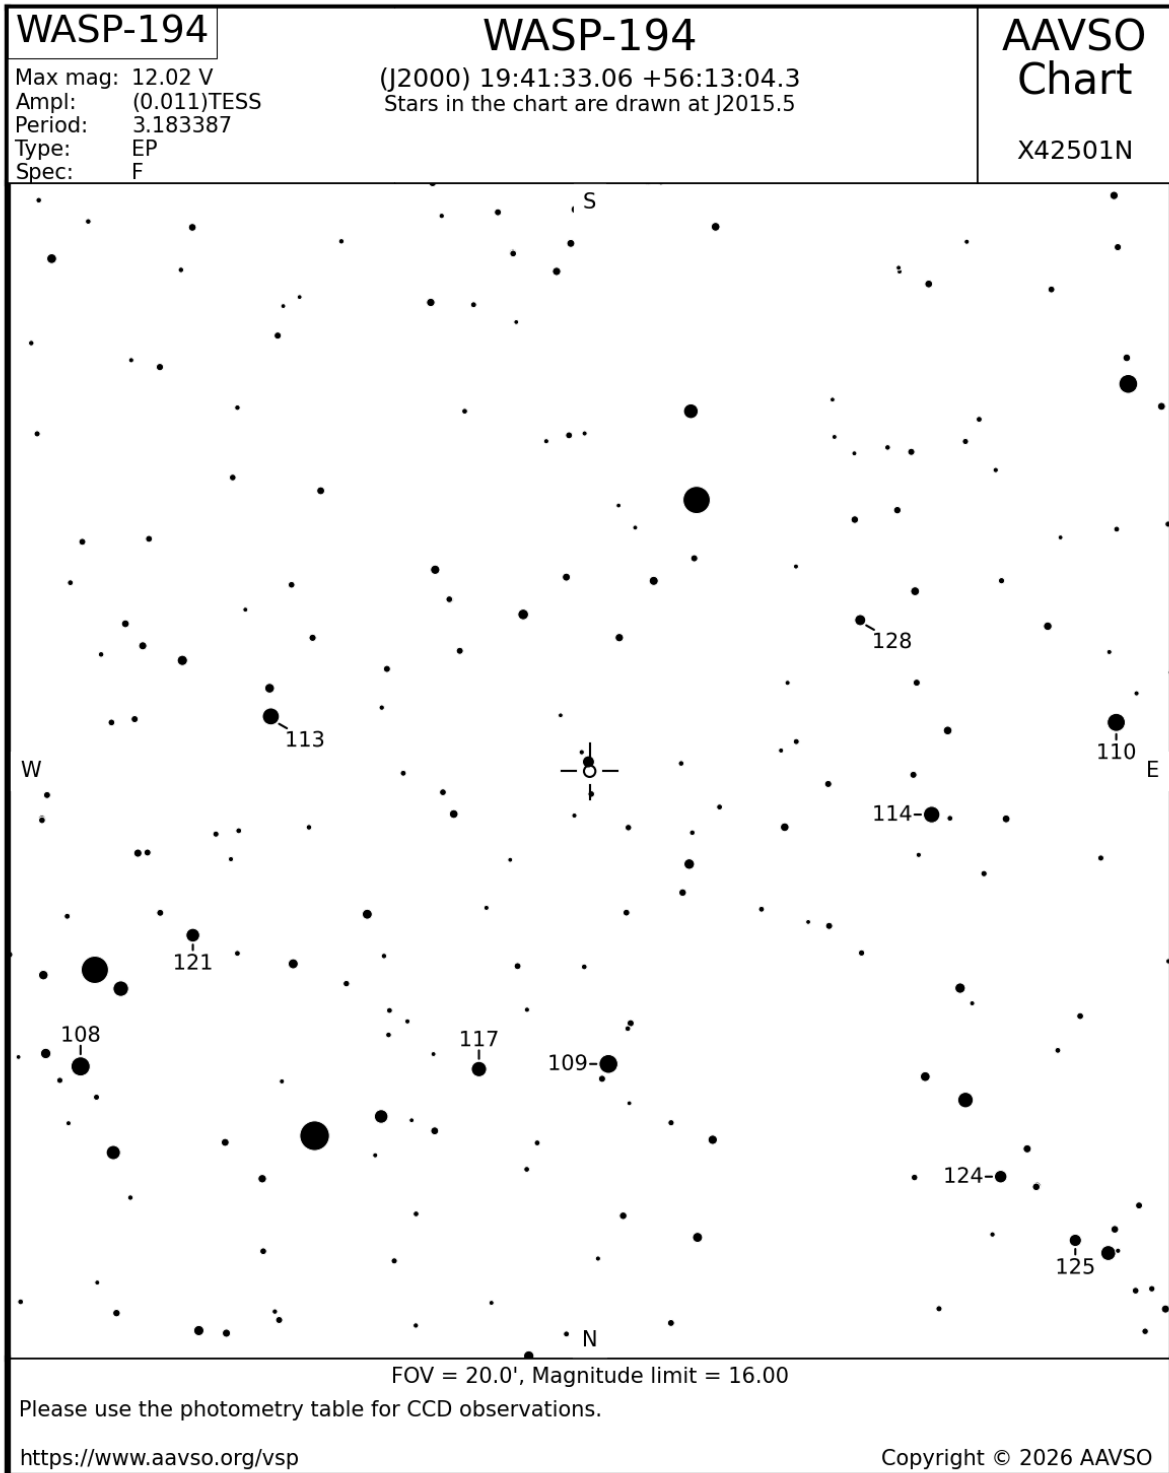 WASP-194
Max mag: 12.02 V
Ampl: (0.011)TESS
Period: 3.183387
Type: EP
Spec: F
WASP-194
(J2000) 19:41:33.06 +56:13:04.3
Stars in the chart are drawn at J2015.5
AAVSO
Chart
X42501N
S
128
113
110
W
E
114
121
108
117
109
124
125
N
FOV = 20.0', Magnitude limit = 16.00
Please use the photometry table for CCD observations.
https://www.aavso.org/vsp
Copyright © 2026 AAVSO